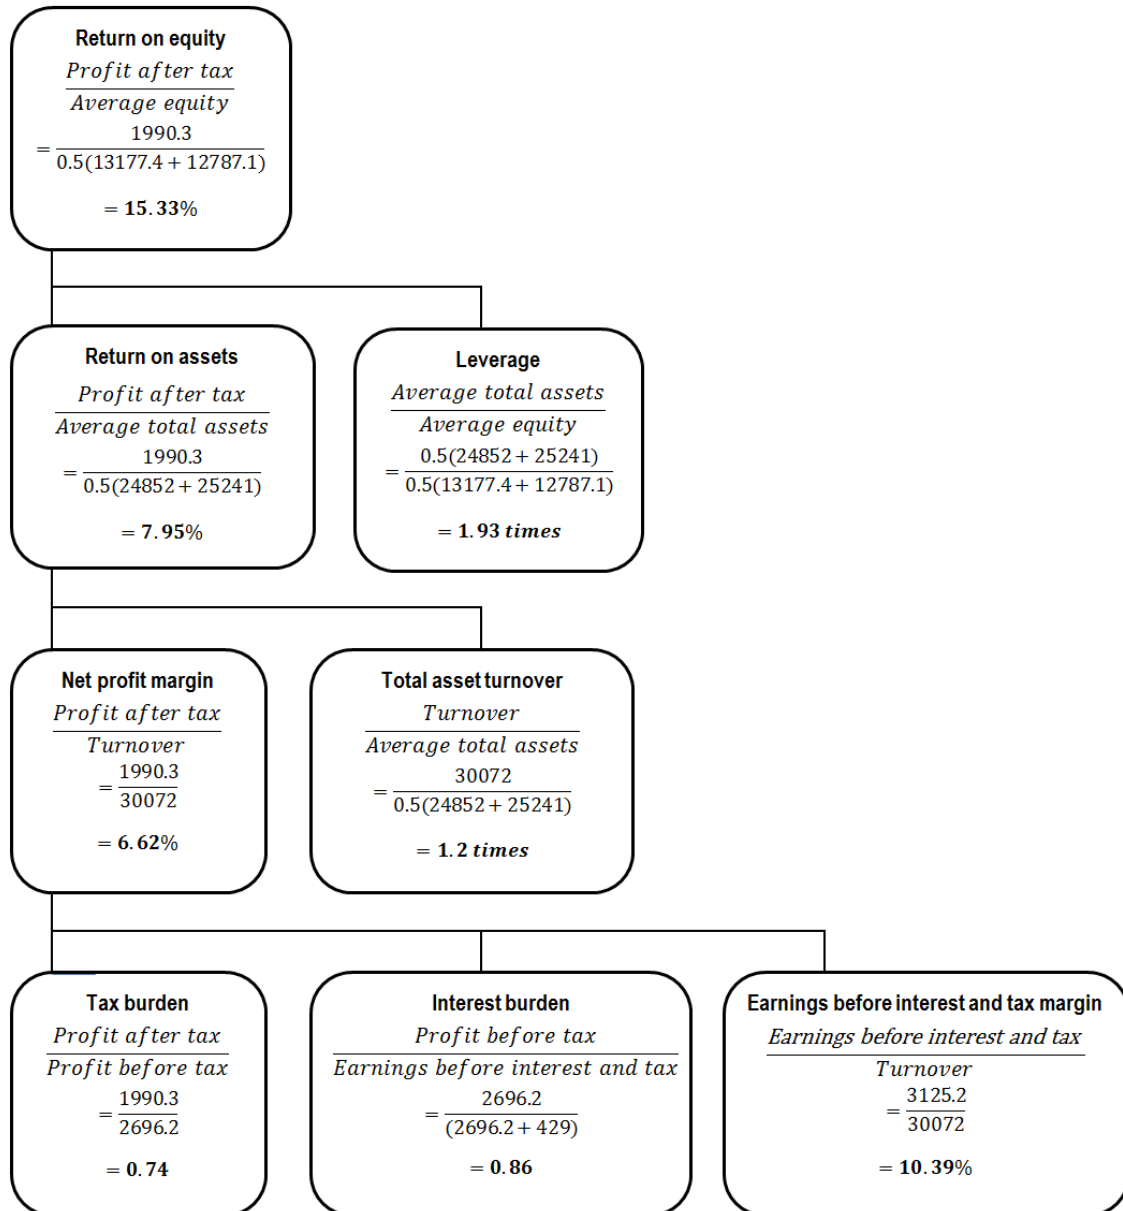 Return on equity
Profit after tax
Average equity
= 1990.3
0.5(13177.4 + 12787.1)
= 15.33%
Return on assets
Profit after tax
Average total assets
= 1990.3
0.5(24852 + 25241)
= 7.95%
Leverage
Average total assets
Average equity
= 0.5(24852 + 25241)
0.5(13177.4 + 12787.1)
= 1.93 times
Net profit margin
Profit after tax
Turnover
= 1990.3
30072
= 6.62%
Total asset turnover
Turnover
Average total assets
= 30072
0.5(24852 + 25241)
= 1.2 times
Tax burden
Profit after tax
Profit before tax
= 1990.3
2696.2
= 0.74
Interest burden
Profit before tax
Earnings before interest and tax
= 2696.2
(2696.2 + 429)
= 0.86
Earnings before interest and tax margin
Earnings before interest and tax
Turnover
= 3125.2
30072
= 10.39%